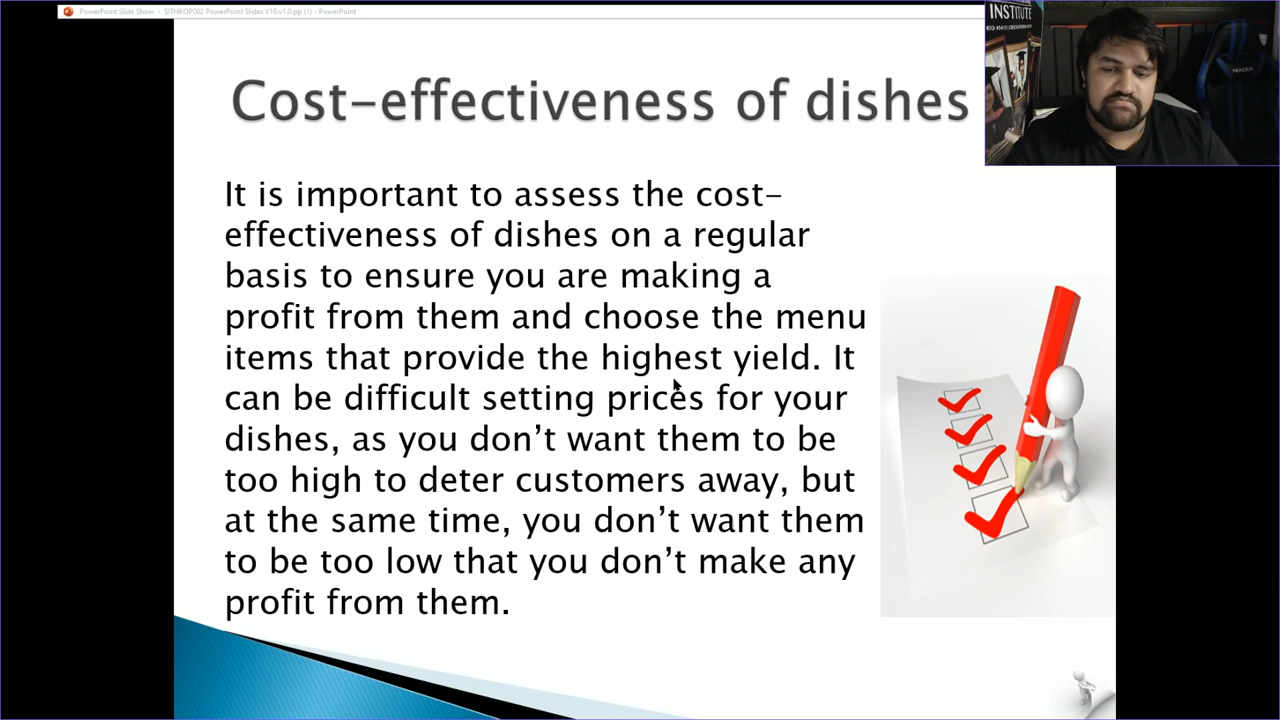 PowerPoint Slide Show - SITHKOP002 PowerPoint Slides V10.v1.0.pp (1) - PowerPoint
INSTITUTE
Cost-effectiveness of dishes
It is important to assess the cost-
effectiveness of dishes on a regular
basis to ensure you are making a
profit from them and choose the menu
items that provide the highest yield. It
can be difficult setting prices for your
dishes, as you don't want them to be
too high to deter customers away, but
at the same time, you don't want them
to be too low that you don't make any
profit from them.